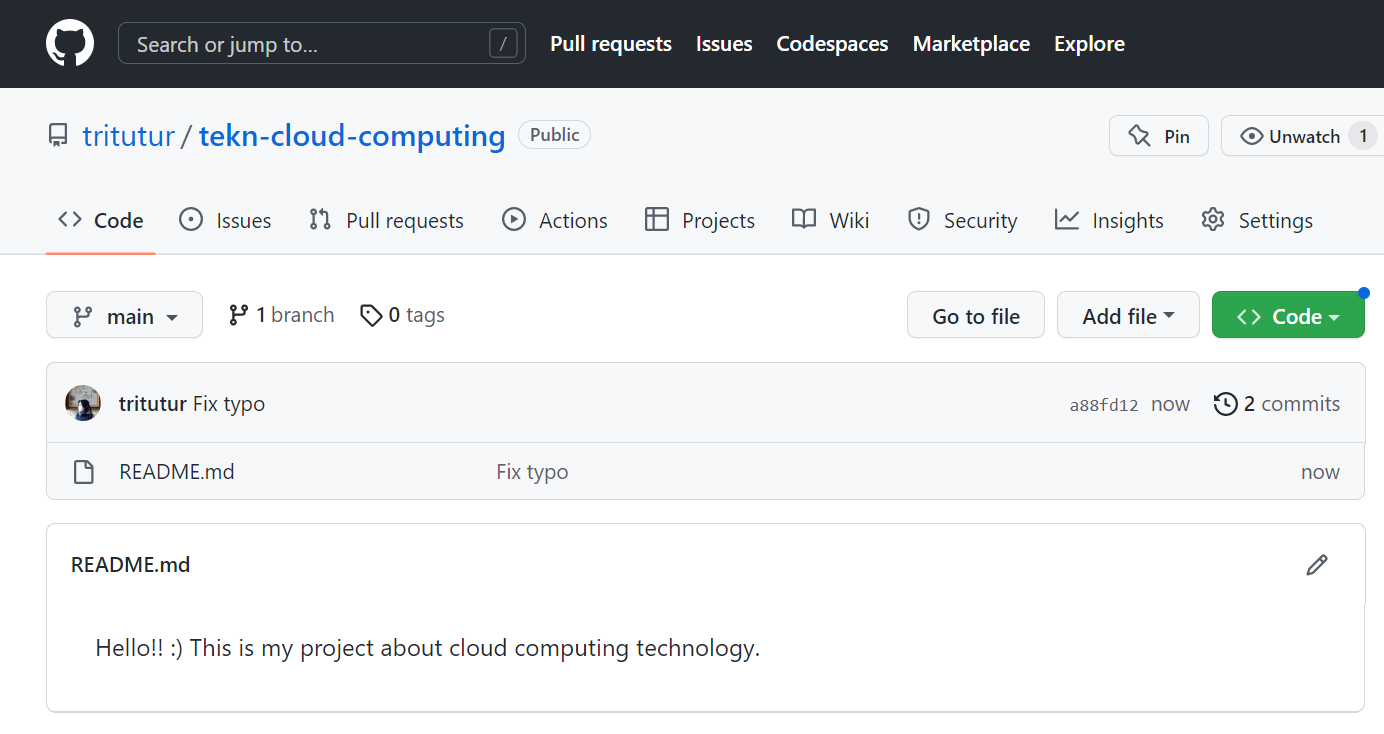 Search or jump to... / Pull requests Issues Codespaces Marketplace Explore
tritutur / tekn-cloud-computing Public Pin Unwatch 1
Code Issues Pull requests Actions Projects Wiki Security Insights Settings
main 1 branch 0 tags Go to file Add file Code
tritutur Fix typo a88fd12 now 2 commits
README.md Fix typo now
README.md
Hello!! :) This is my project about cloud computing technology.